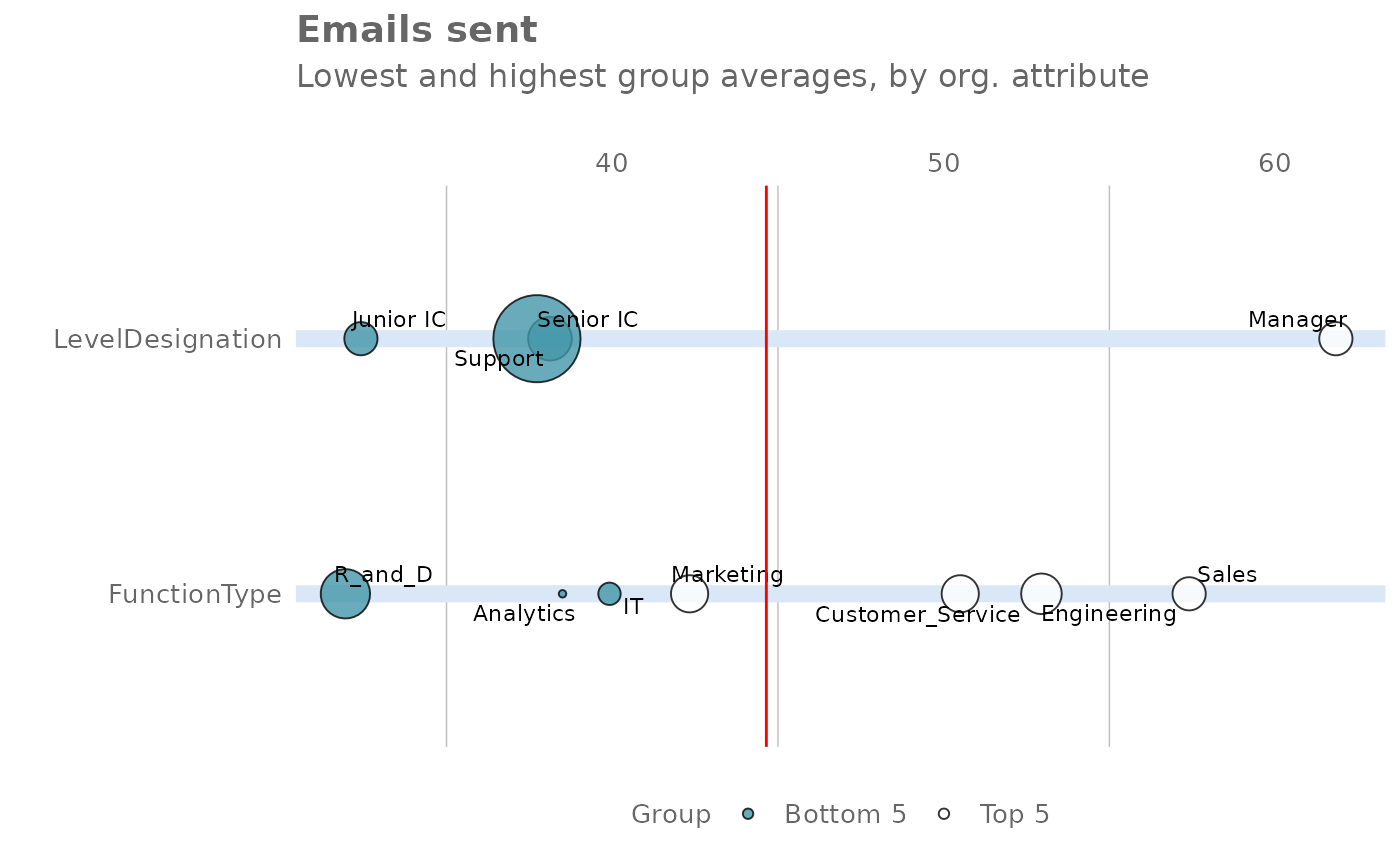 Emails sent
Lowest and highest group averages, by org. attribute
40 50 60
LevelDesignation
Junior IC
Senior IC
Support
Manager
FunctionType
R_and_D
Analytics
IT
Marketing
Customer_Service
Engineering
Sales
Group Bottom 5 Top 5